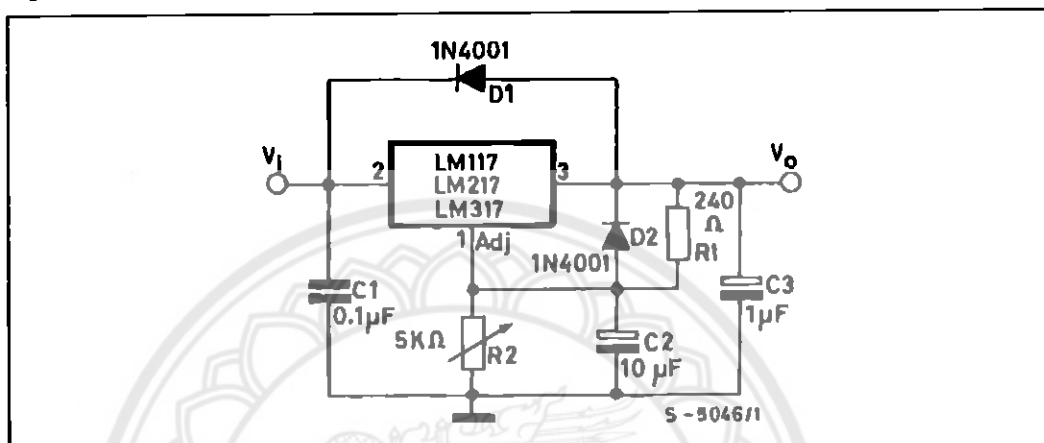 1N4001
D1
Vi
2
LM117
LM217
LM317
3
Vo
1
Adj
D2
1N4001
240
Ω
R1
C1
0.1µF
5KΩ
R2
C2
10 µF
C3
1µF
S-5046/1